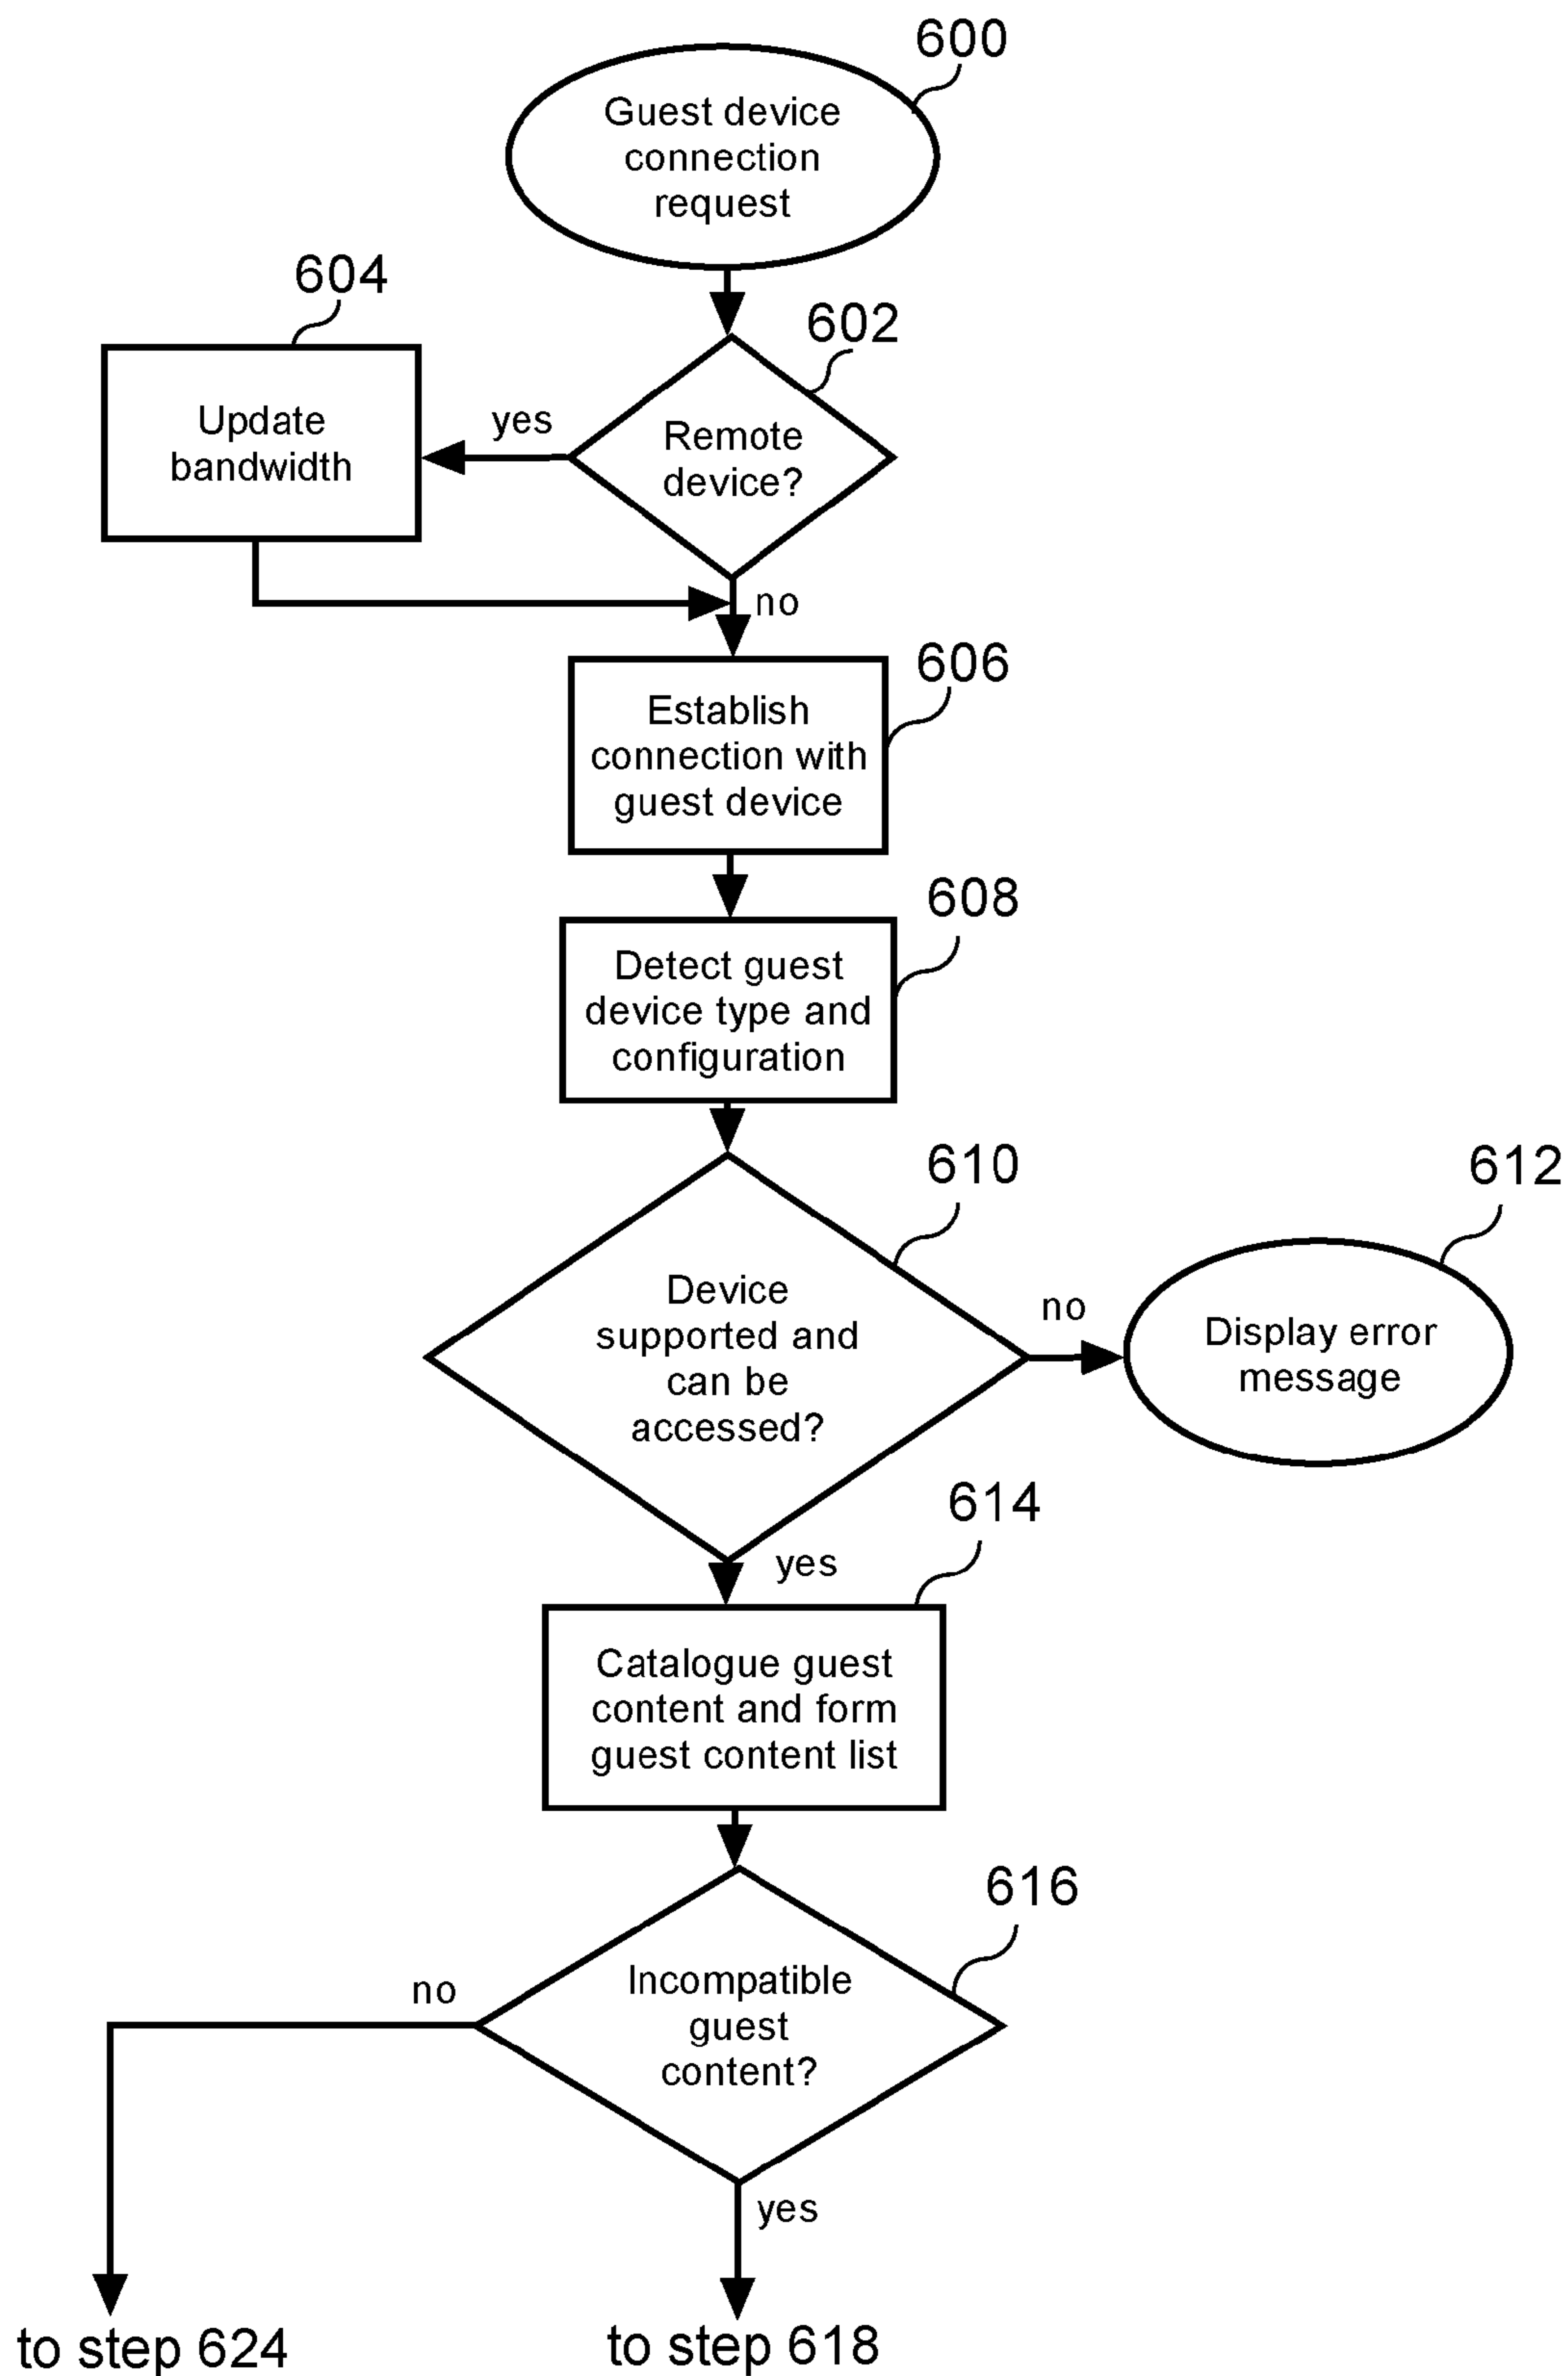 600
Guest device
connection
request
604
602
Update
bandwidth
yes
Remote
device?
no
606
Establish
connection with
guest device
608
Detect guest
device type and
configuration
610
612
Device
supported and
can be
accessed?
no
Display error
message
614
yes
Catalogue guest
content and form
guest content list
616
no
Incompatible
guest
content?
yes
to step 624
to step 618